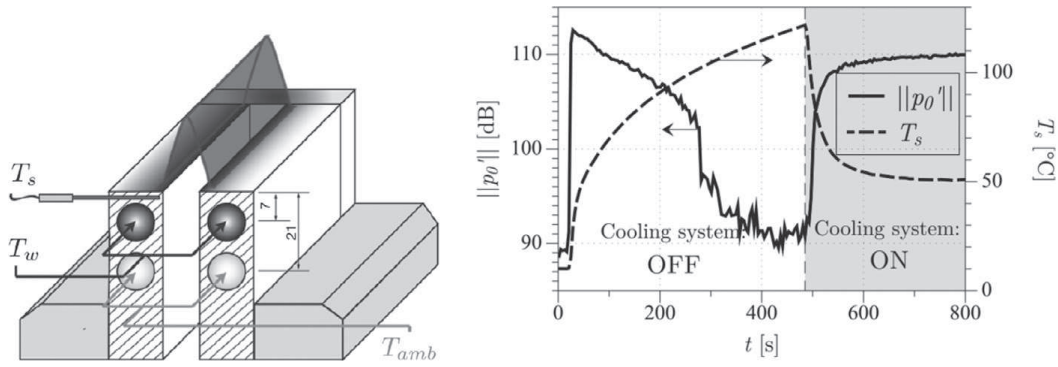 T_s
T_w
T_amb
7
21
||p_0'|| [dB]
110
100
90
Cooling system:
OFF
Cooling system:
ON
||p_0'||
T_s
100
50
0
T_s [°C]
0 200 400 600 800
t [s]